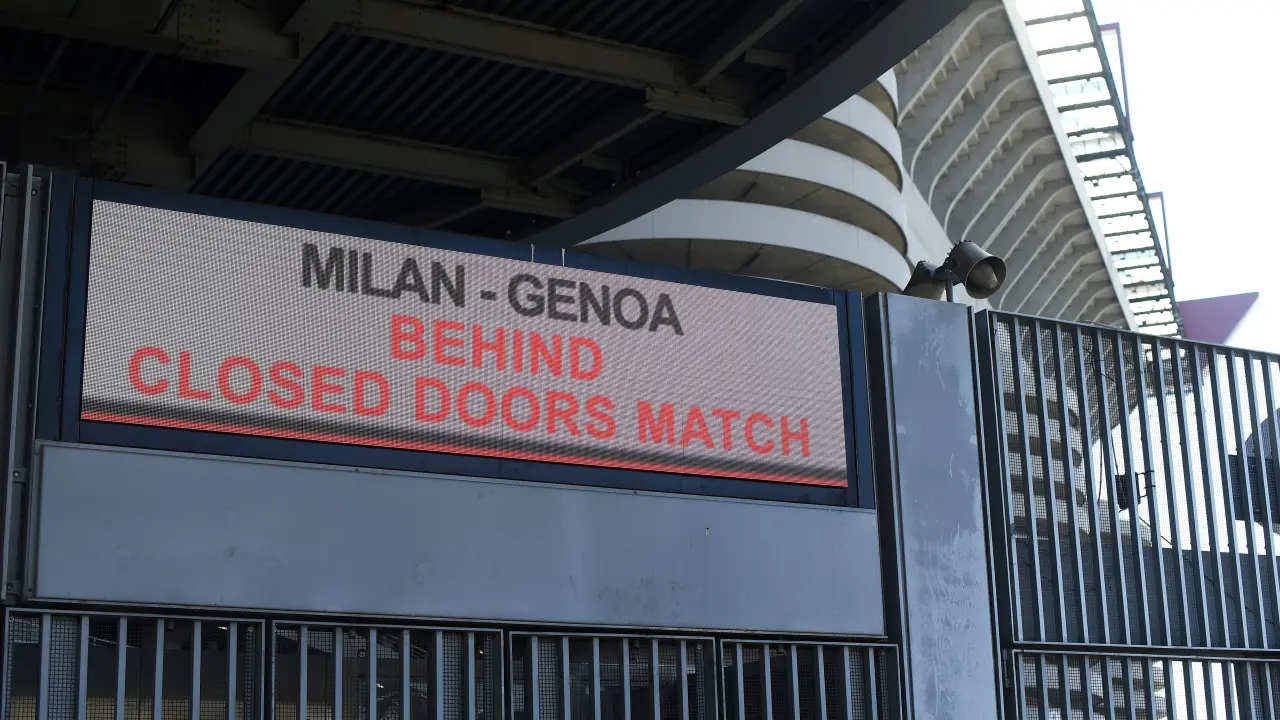 MILAN - GENOA
BEHIND
CLOSED DOORS MATCH